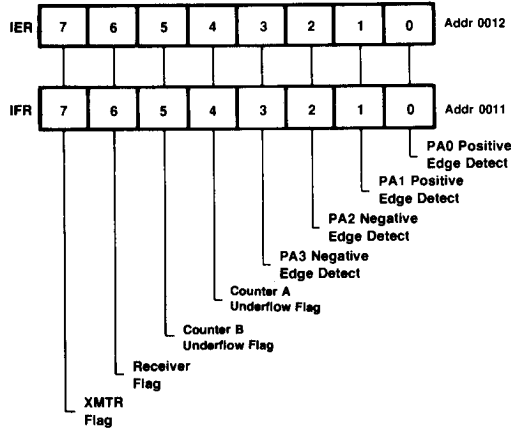 IER 7 6 5 4 3 2 1 0 Addr 0012
IFR 7 6 5 4 3 2 1 0 Addr 0011
PA0 Positive
Edge Detect
PA1 Positive
Edge Detect
PA2 Negative
Edge Detect
PA3 Negative
Edge Detect
Counter A
Underflow Flag
Counter B
Underflow Flag
Receiver
Flag
XMTR
Flag